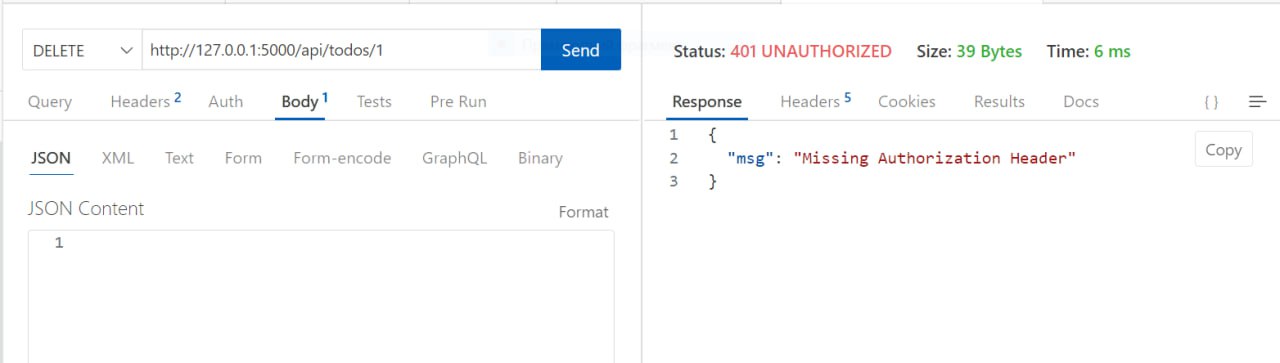 DELETE http://127.0.0.1:5000/api/todos/1 Send
Query Headers 2 Auth Body 1 Tests Pre Run
JSON XML Text Form Form-encode GraphQL Binary
JSON Content Format
1
Status: 401 UNAUTHORIZED Size: 39 Bytes Time: 6 ms
Response Headers 5 Cookies Results Docs { }
1 {
2 "msg": "Missing Authorization Header"
3 }
Copy